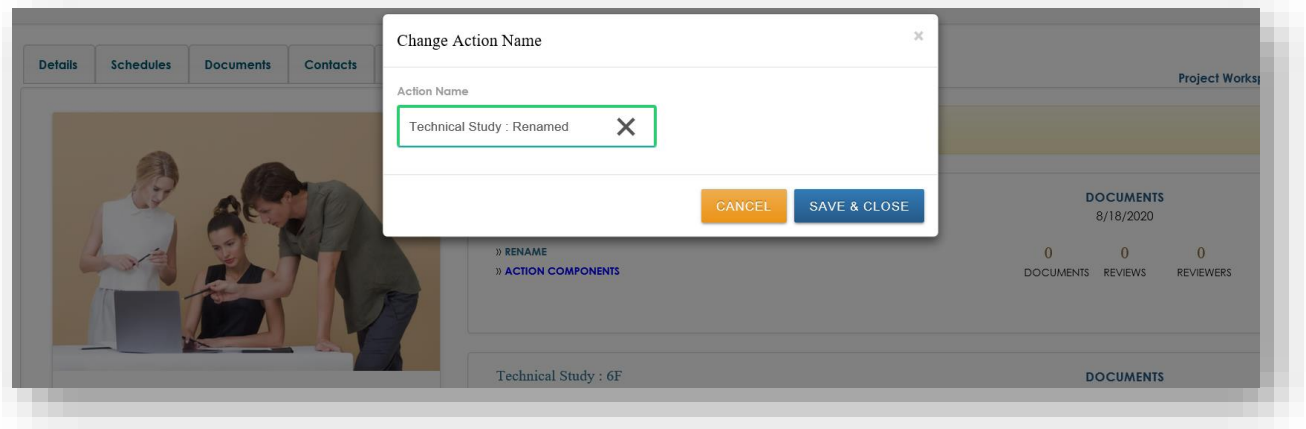 Change Action Name
×
Details Schedules Documents Contacts
Project Works
Action Name
Technical Study : Renamed
CANCEL SAVE & CLOSE
DOCUMENTS
8/18/2020
» RENAME
» ACTION COMPONENTS
0 0 0
DOCUMENTS REVIEWS REVIEWERS
Technical Study : 6F
DOCUMENTS